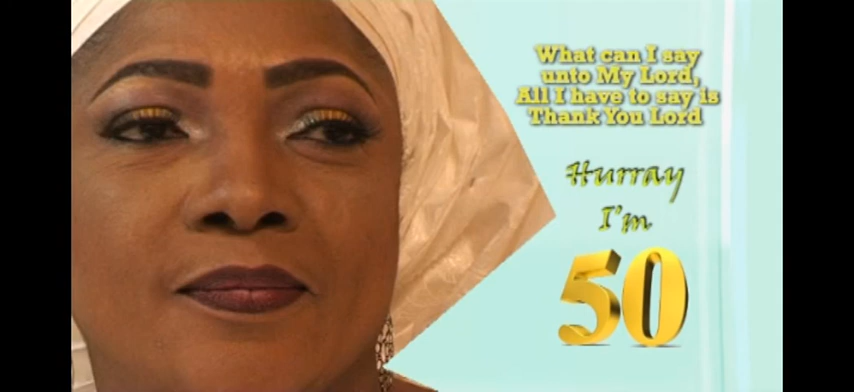 What can I say
unto My Lord,
All I have to say is
Thank You Lord
Hurray
I'm
50